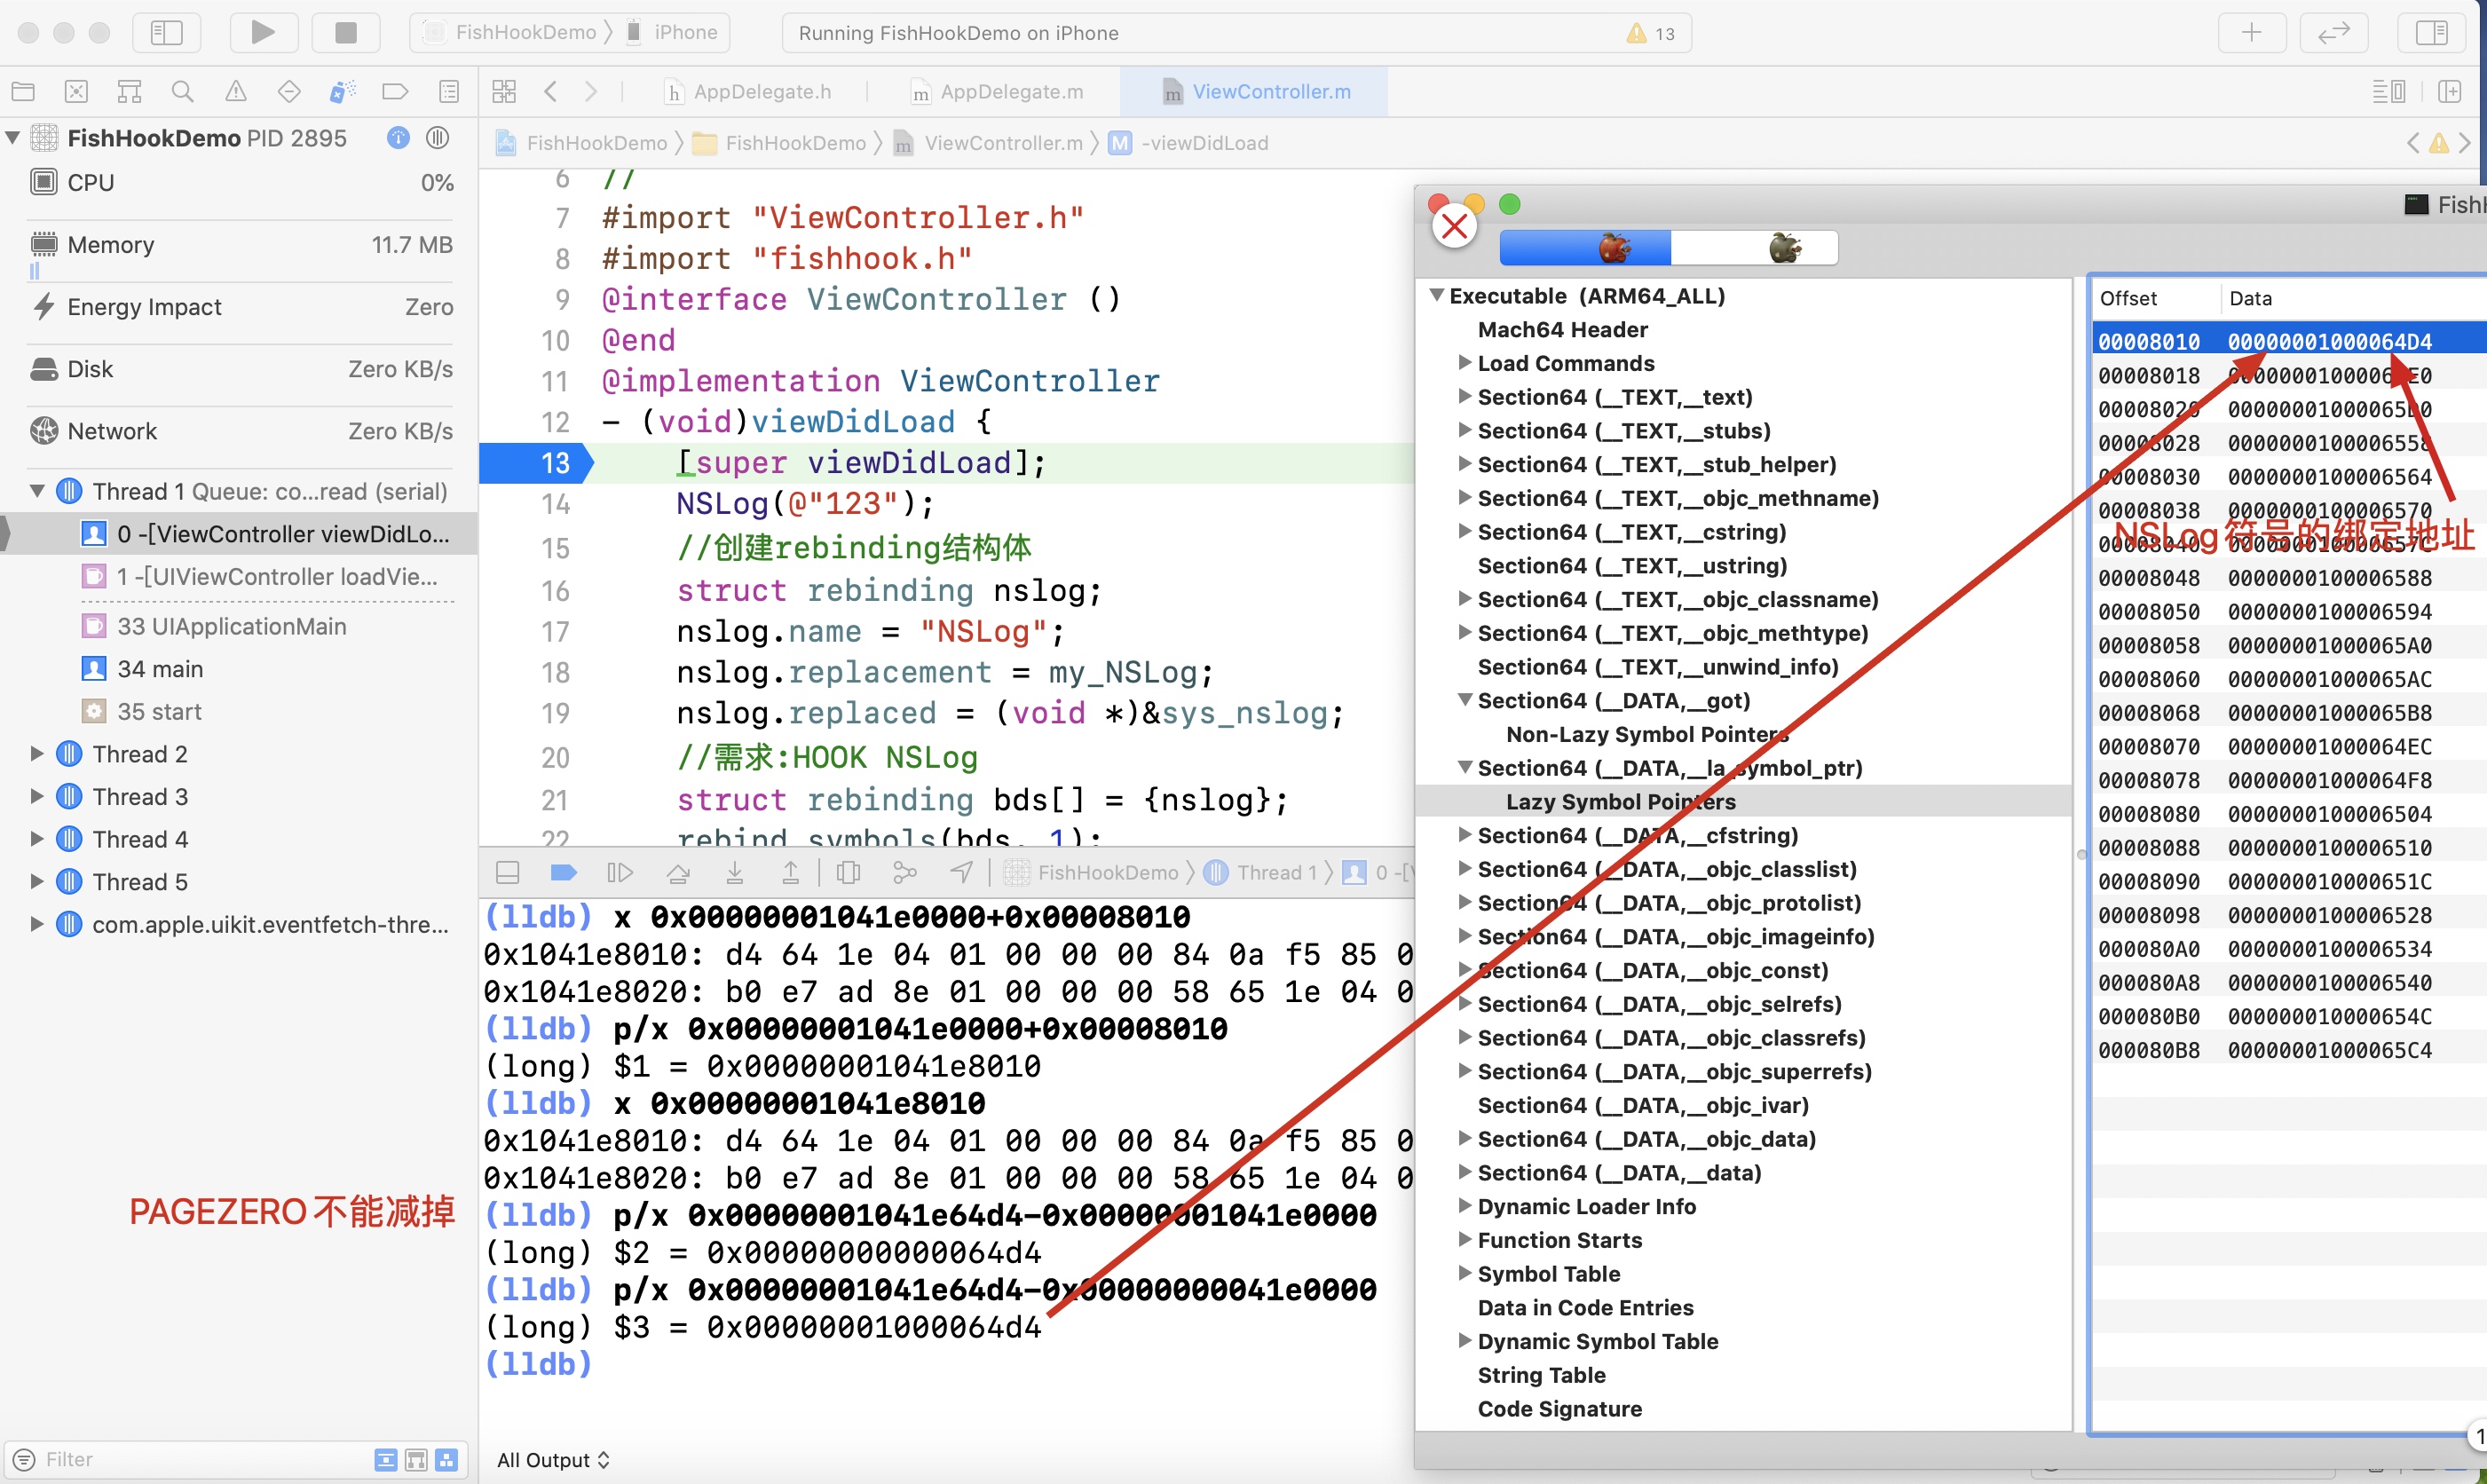 FishHookDemo 〉 iPhone
Running FishHookDemo on iPhone
13
AppDelegate.h
AppDelegate.m
ViewController.m
FishHookDemo 〉 FishHookDemo 〉 ViewController.m 〉 M -viewDidLoad
FishHookDemo PID 2895
CPU 0%
Memory 11.7 MB
Energy Impact Zero
Disk Zero KB/s
Network Zero KB/s
Thread 1 Queue: co...read (serial)
0 -[ViewController viewDidLo...
1 -[UIViewController loadVie...
33 UIApplicationMain
34 main
35 start
Thread 2
Thread 3
Thread 4
Thread 5
com.apple.uikit.eventfetch-thre...
PAGEZERO不能减掉
Filter
6 //
7 #import "ViewController.h"
8 #import "fishhook.h"
9 @interface ViewController ()
10 @end
11 @implementation ViewController
12 - (void)viewDidLoad {
13 [super viewDidLoad];
14 NSLog(@"123");
15 //创建rebinding结构体
16 struct rebinding nslog;
17 nslog.name = "NSLog";
18 nslog.replacement = my_NSLog;
19 nslog.replaced = (void *)&sys_nslog;
20 //需求:HOOK NSLog
21 struct rebinding bds[] = {nslog};
22 rebind_symbols(bds, 1);
FishHookDemo 〉 Thread 1 〉 0 -[
(lldb) x 0x00000001041e0000+0x00008010
0x1041e8010: d4 64 1e 04 01 00 00 00 84 0a f5 85 0
0x1041e8020: b0 e7 ad 8e 01 00 00 00 58 65 1e 04 0
(lldb) p/x 0x00000001041e0000+0x00008010
(long) $1 = 0x00000001041e8010
(lldb) x 0x00000001041e8010
0x1041e8010: d4 64 1e 04 01 00 00 00 84 0a f5 85 0
0x1041e8020: b0 e7 ad 8e 01 00 00 00 58 65 1e 04 0
(lldb) p/x 0x00000001041e64d4-0x00000001041e0000
(long) $2 = 0x00000000000064d4
(lldb) p/x 0x00000001041e64d4-0x00000000041e0000
(long) $3 = 0x00000001000064d4
(lldb)
All Output
Executable (ARM64_ALL)
Mach64 Header
Load Commands
Section64 (__TEXT,__text)
Section64 (__TEXT,__stubs)
Section64 (__TEXT,__stub_helper)
Section64 (__TEXT,__objc_methname)
Section64 (__TEXT,__cstring)
Section64 (__TEXT,__ustring)
Section64 (__TEXT,__objc_classname)
Section64 (__TEXT,__objc_methtype)
Section64 (__TEXT,__unwind_info)
Section64 (__DATA,__got)
Non-Lazy Symbol Pointers
Section64 (__DATA,__la_symbol_ptr)
Lazy Symbol Pointers
Section64 (__DATA,__cfstring)
Section64 (__DATA,__objc_classlist)
Section64 (__DATA,__objc_protolist)
Section64 (__DATA,__objc_imageinfo)
Section64 (__DATA,__objc_const)
Section64 (__DATA,__objc_selrefs)
Section64 (__DATA,__objc_classrefs)
Section64 (__DATA,__objc_superrefs)
Section64 (__DATA,__objc_ivar)
Section64 (__DATA,__objc_data)
Section64 (__DATA,__data)
Dynamic Loader Info
Function Starts
Symbol Table
Data in Code Entries
Dynamic Symbol Table
String Table
Code Signature
Offset Data
00008010 00000001000064D4
00008018
00008020
00008028 0000000100006558
00008030 0000000100006564
00008038 0000000100006570
NSLog符号的绑定地址
00008040 000000010000657C
00008048 0000000100006588
00008050 0000000100006594
00008058 00000001000065A0
00008060 00000001000065AC
00008068 00000001000065B8
00008070 00000001000064EC
00008078 00000001000064F8
00008080 0000000100006504
00008088 0000000100006510
00008090 000000010000651C
00008098 0000000100006528
000080A0 0000000100006534
000080A8 0000000100006540
000080B0 000000010000654C
000080B8 00000001000065C4